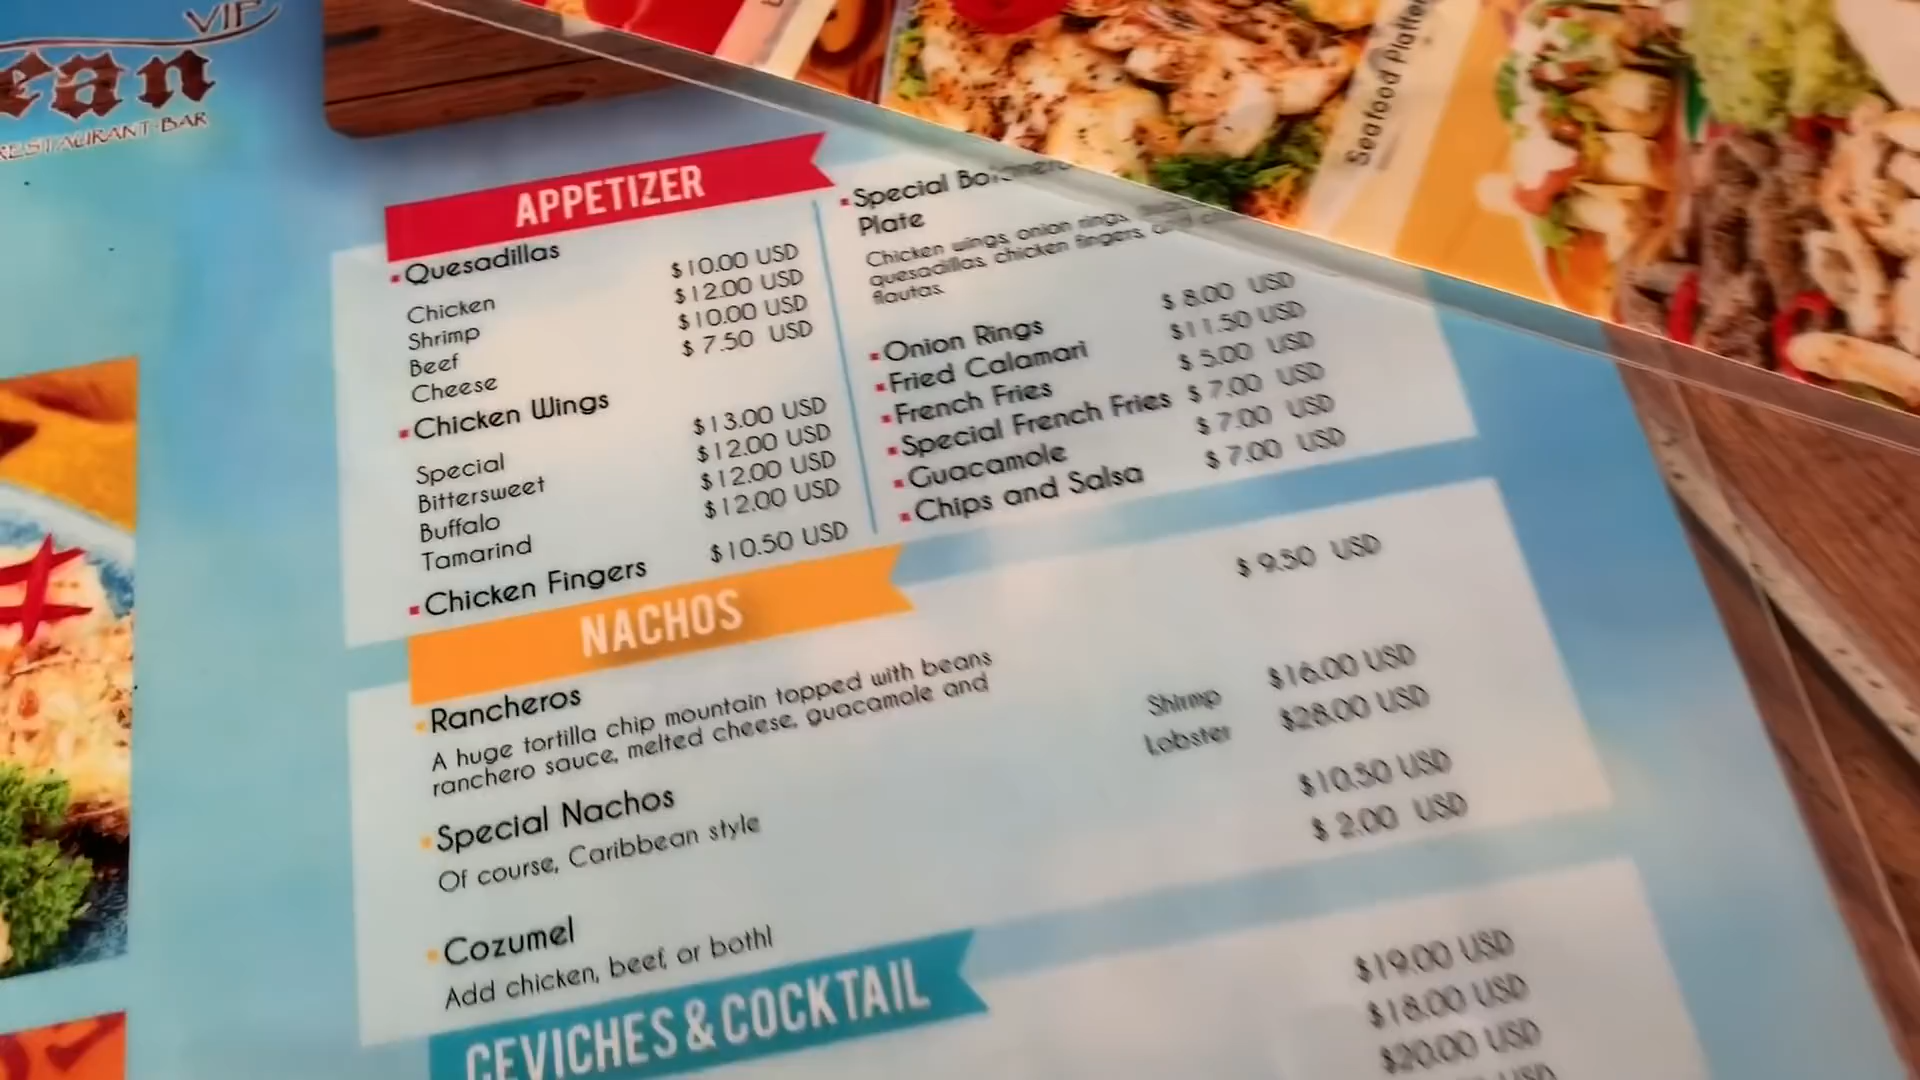 VIP
ean
RESTAURANT-BAR
Seafood Platter
APPETIZER
Quesadillas
Chicken $10.00 USD
Shrimp $12.00 USD
Beef $10.00 USD
Cheese $ 7.50 USD
Chicken Wings
Special $13.00 USD
Bittersweet $12.00 USD
Buffalo $12.00 USD
Tamarind $12.00 USD
Chicken Fingers $10.50 USD
Special
Plate
Chicken wings, onion rings,
quesadillas, chicken fingers, and
flautas.
Onion Rings $ 8.00 USD
Fried Calamari $11.50 USD
French Fries $ 5.00 USD
Special French Fries $ 7.00 USD
Guacamole $ 7.00 USD
Chips and Salsa $ 7.00 USD
NACHOS
Rancheros $ 9.50 USD
A huge tortilla chip mountain topped with beans
ranchero sauce, melted cheese, guacamole and
Special Nachos Shirmp $16.00 USD
Of course, Caribbean style Lobster $28.00 USD
Cozumel $10.50 USD
Add chicken, beef, or both! $ 2.00 USD
CEVICHES & COCKTAIL
$19.00 USD
$18.00 USD
$20.00 USD
USD